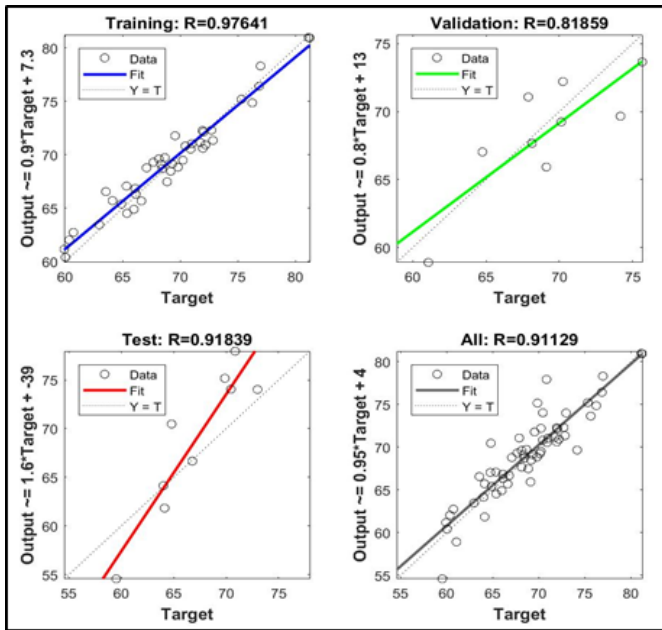 Training: R=0.97641
Output ~= 0.9*Target + 7.3
80
75
70
65
60
Data
Fit
Y = T
60
65
70
75
80
Target
Validation: R=0.81859
Output ~= 0.8*Target + 13
75
70
65
60
Data
Fit
Y = T
60
65
70
75
Target
Test: R=0.91839
Output ~= 1.6*Target + -39
75
70
65
60
55
Data
Fit
Y = T
55
60
65
70
75
Target
All: R=0.91129
Output ~= 0.95*Target + 4
80
75
70
65
60
55
Data
Fit
Y = T
55
60
65
70
75
80
Target